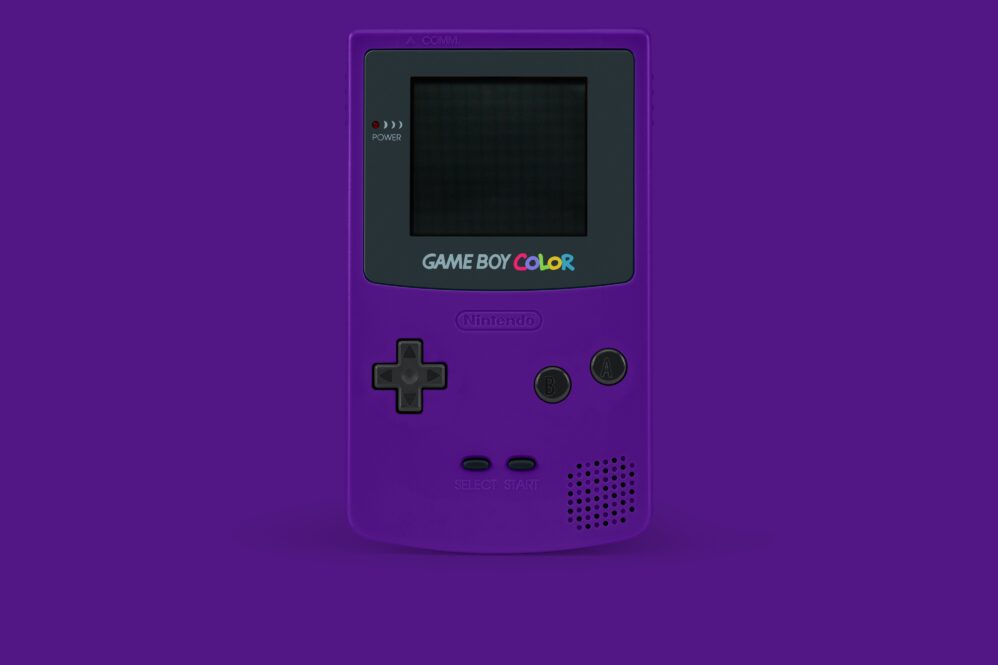 COMM.
POWER
GAME BOY COLOR
Nintendo
B
A
SELECT START